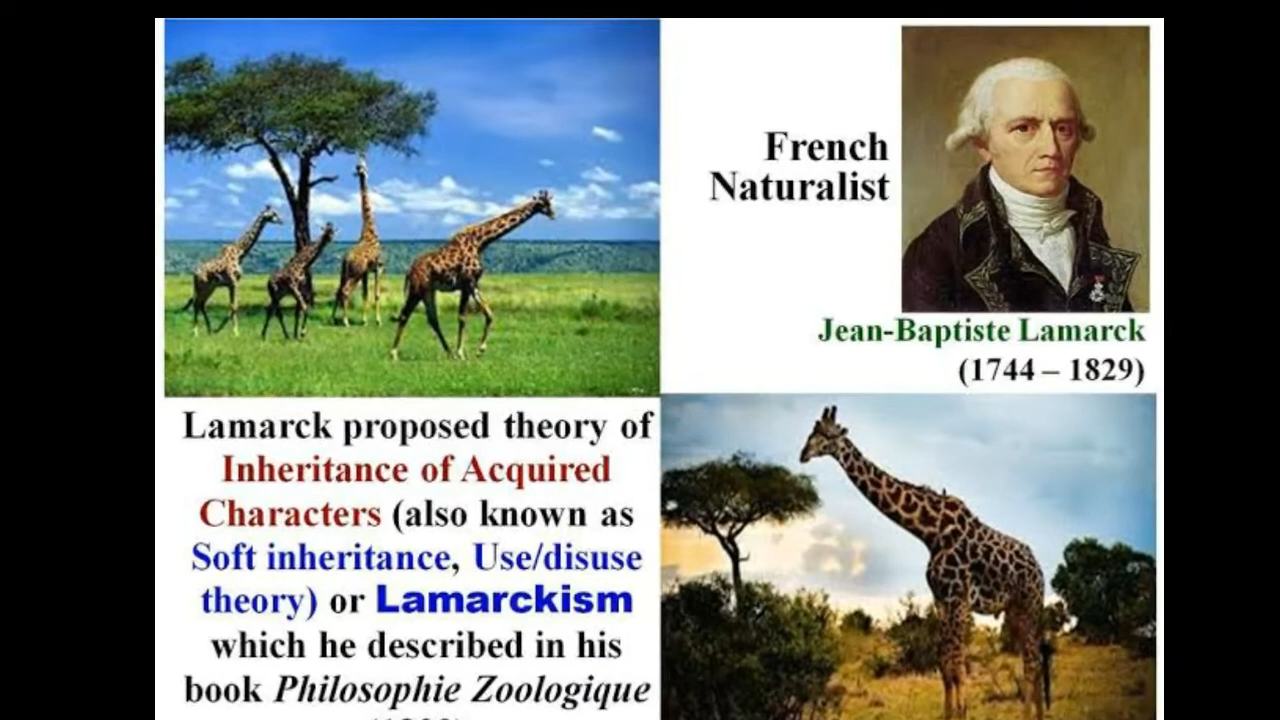 French
Naturalist
Jean-Baptiste Lamarck
(1744 – 1829)
Lamarck proposed theory of
Inheritance of Acquired
Characters (also known as
Soft inheritance, Use/disuse
theory) or Lamarckism
which he described in his
book Philosophie Zoologique